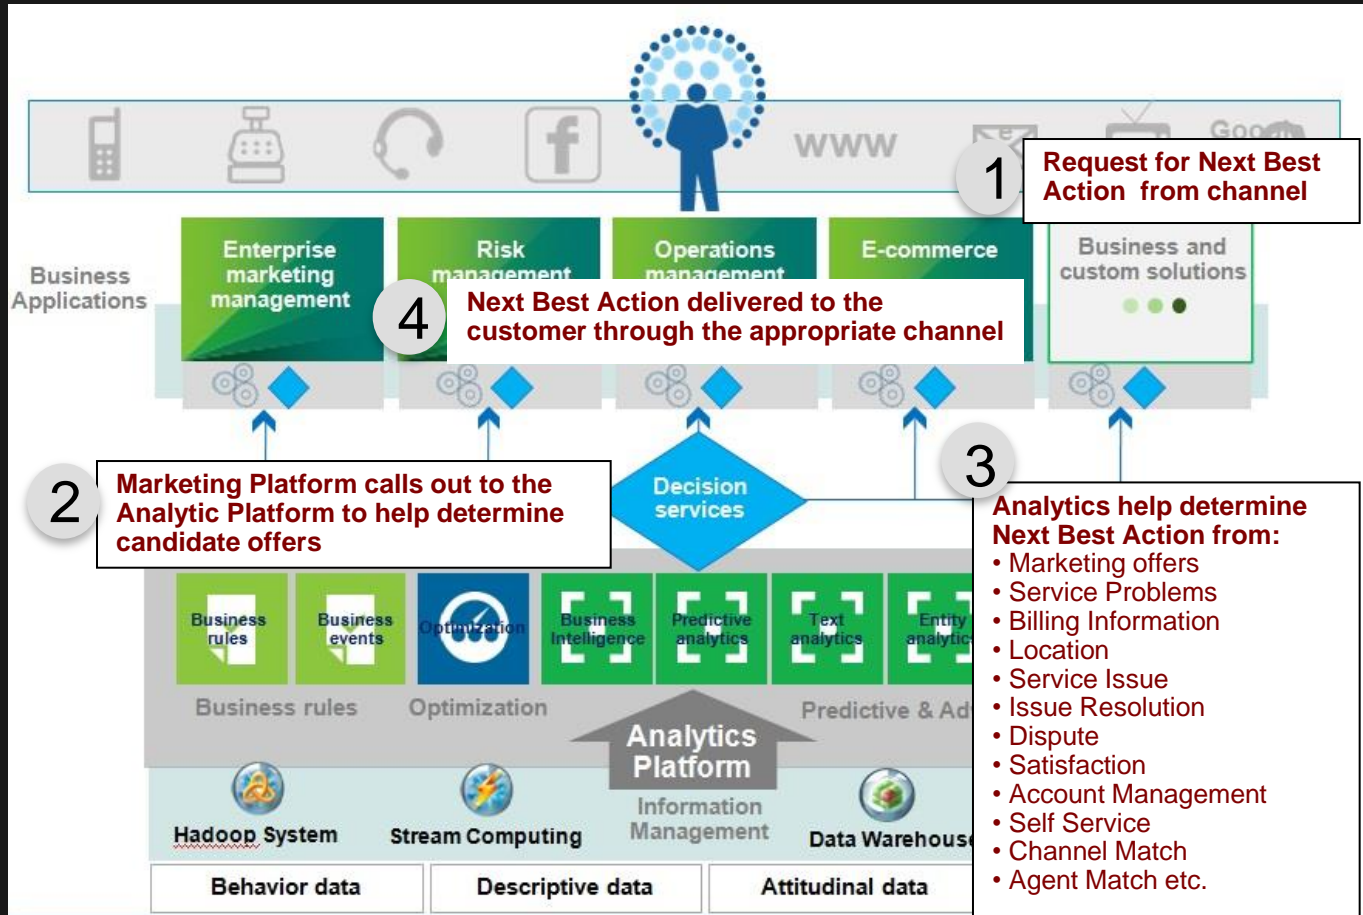 f
www
e
Goo
1
Request for Next Best
Action from channel
Business
Applications
Enterprise
marketing
management
Risk
management
Operations
management
E-commerce
Business and
custom solutions
4
Next Best Action delivered to the
customer through the appropriate channel
2
Marketing Platform calls out to the
Analytic Platform to help determine
candidate offers
Decision
services
3
Analytics help determine
Next Best Action from:
• Marketing offers
• Service Problems
• Billing Information
• Location
• Service Issue
• Issue Resolution
• Dispute
• Satisfaction
• Account Management
• Self Service
• Channel Match
• Agent Match etc.
Business
rules
Business
events
Optimization
Business
Intelligence
Predictive
analytics
Text
analytics
Entity
analytics
Business rules
Optimization
Predictive & Ad
Analytics
Platform
Information
Management
Hadoop System
Stream Computing
Data Warehouse
Behavior data
Descriptive data
Attitudinal data